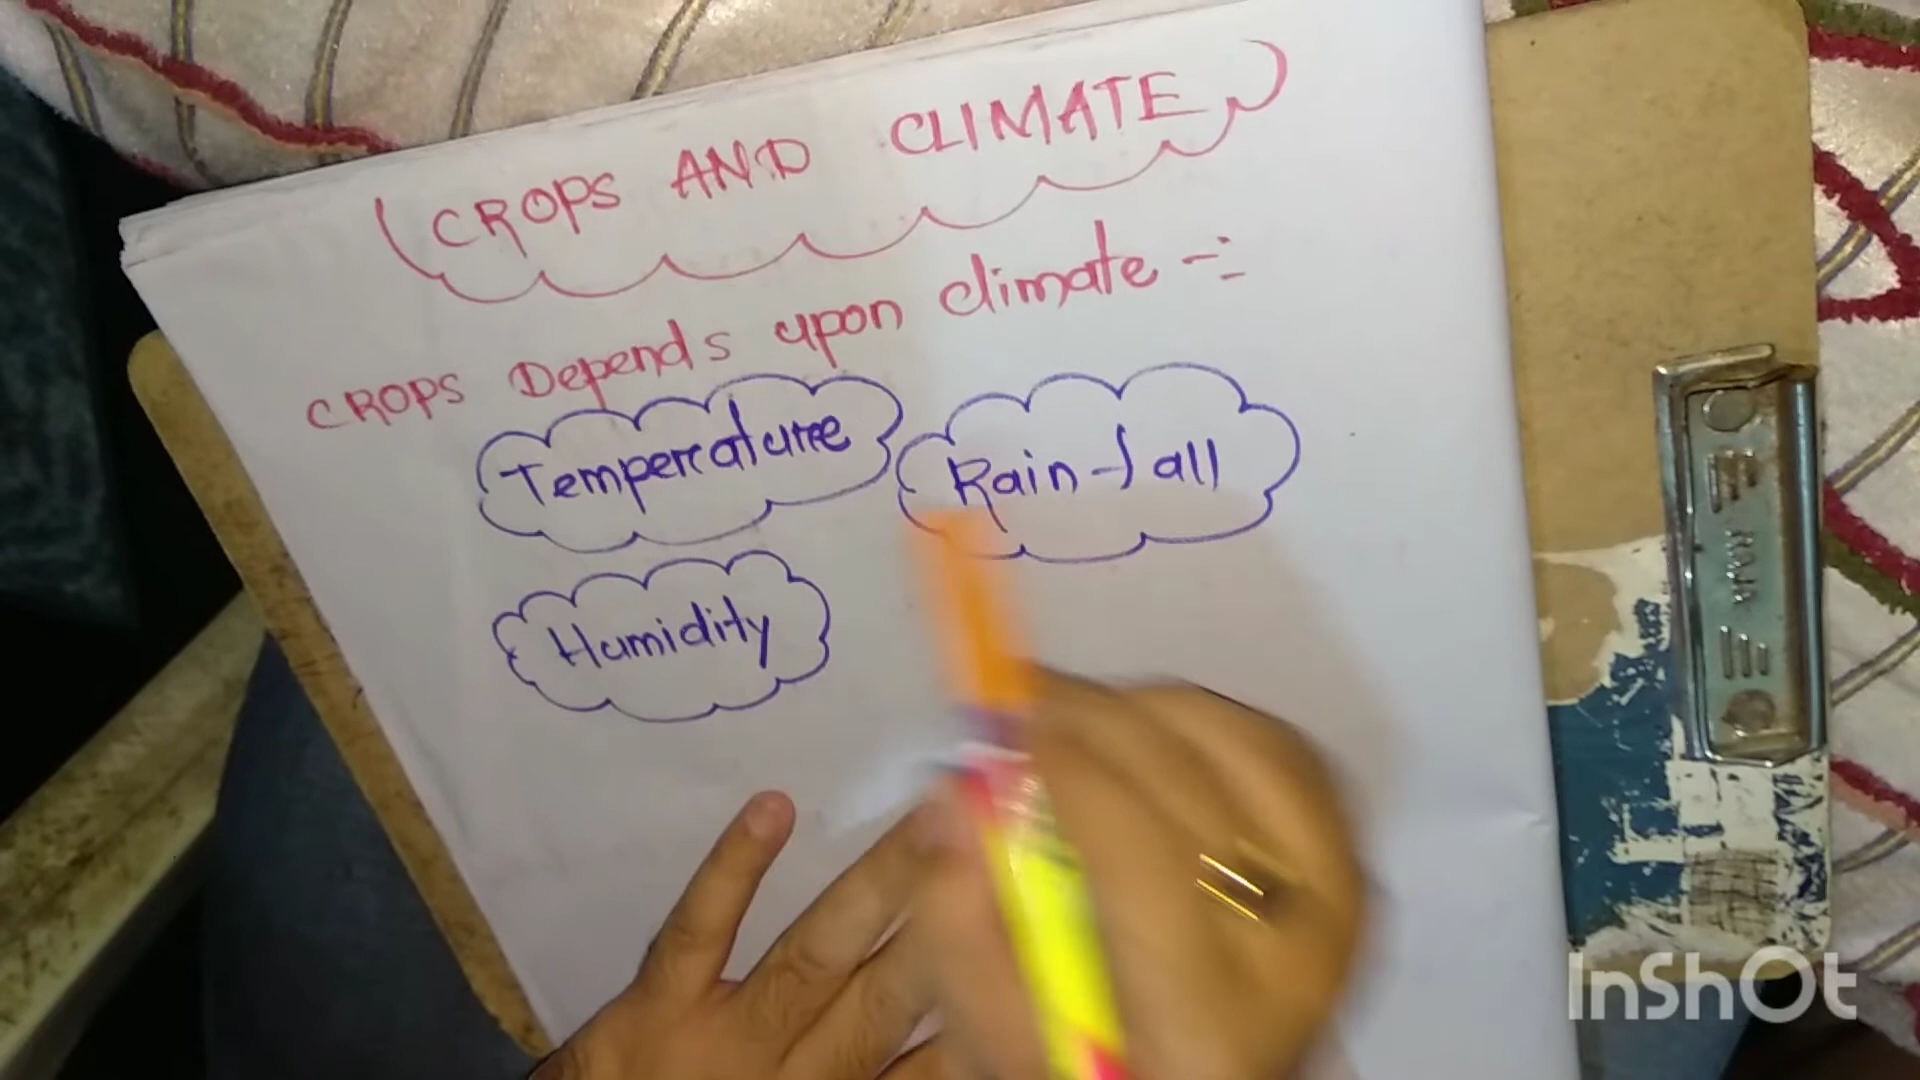 CROPS AND CLIMATE
CROPS Depends upon climate -:
Temperature
Rain-fall
Humidity
InShOt